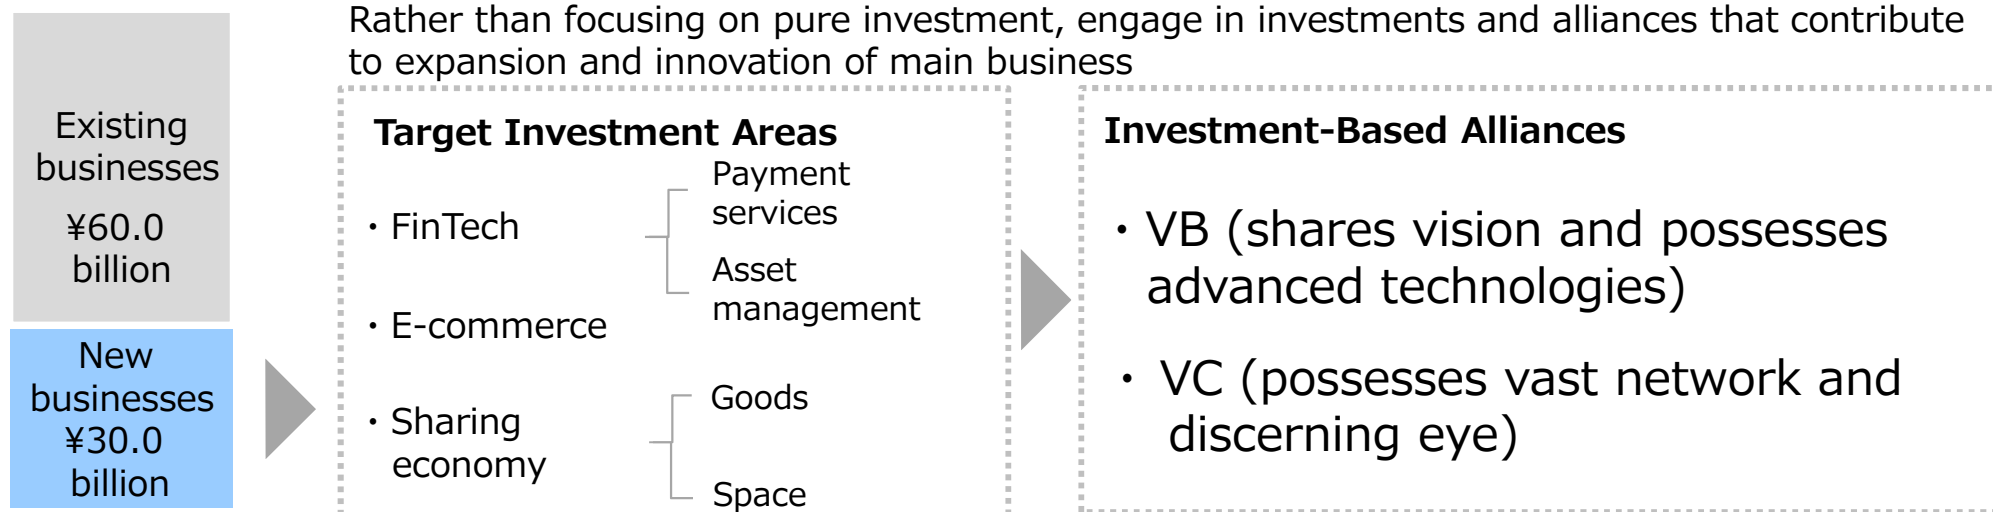 Rather than focusing on pure investment, engage in investments and alliances that contribute
to expansion and innovation of main business
Existing
businesses
¥60.0
billion
New
businesses
¥30.0
billion
Target Investment Areas
・FinTech
Payment
services
Asset
management
・E-commerce
・Sharing
economy
Goods
Space
Investment-Based Alliances
・VB (shares vision and possesses
advanced technologies)
・VC (possesses vast network and
discerning eye)